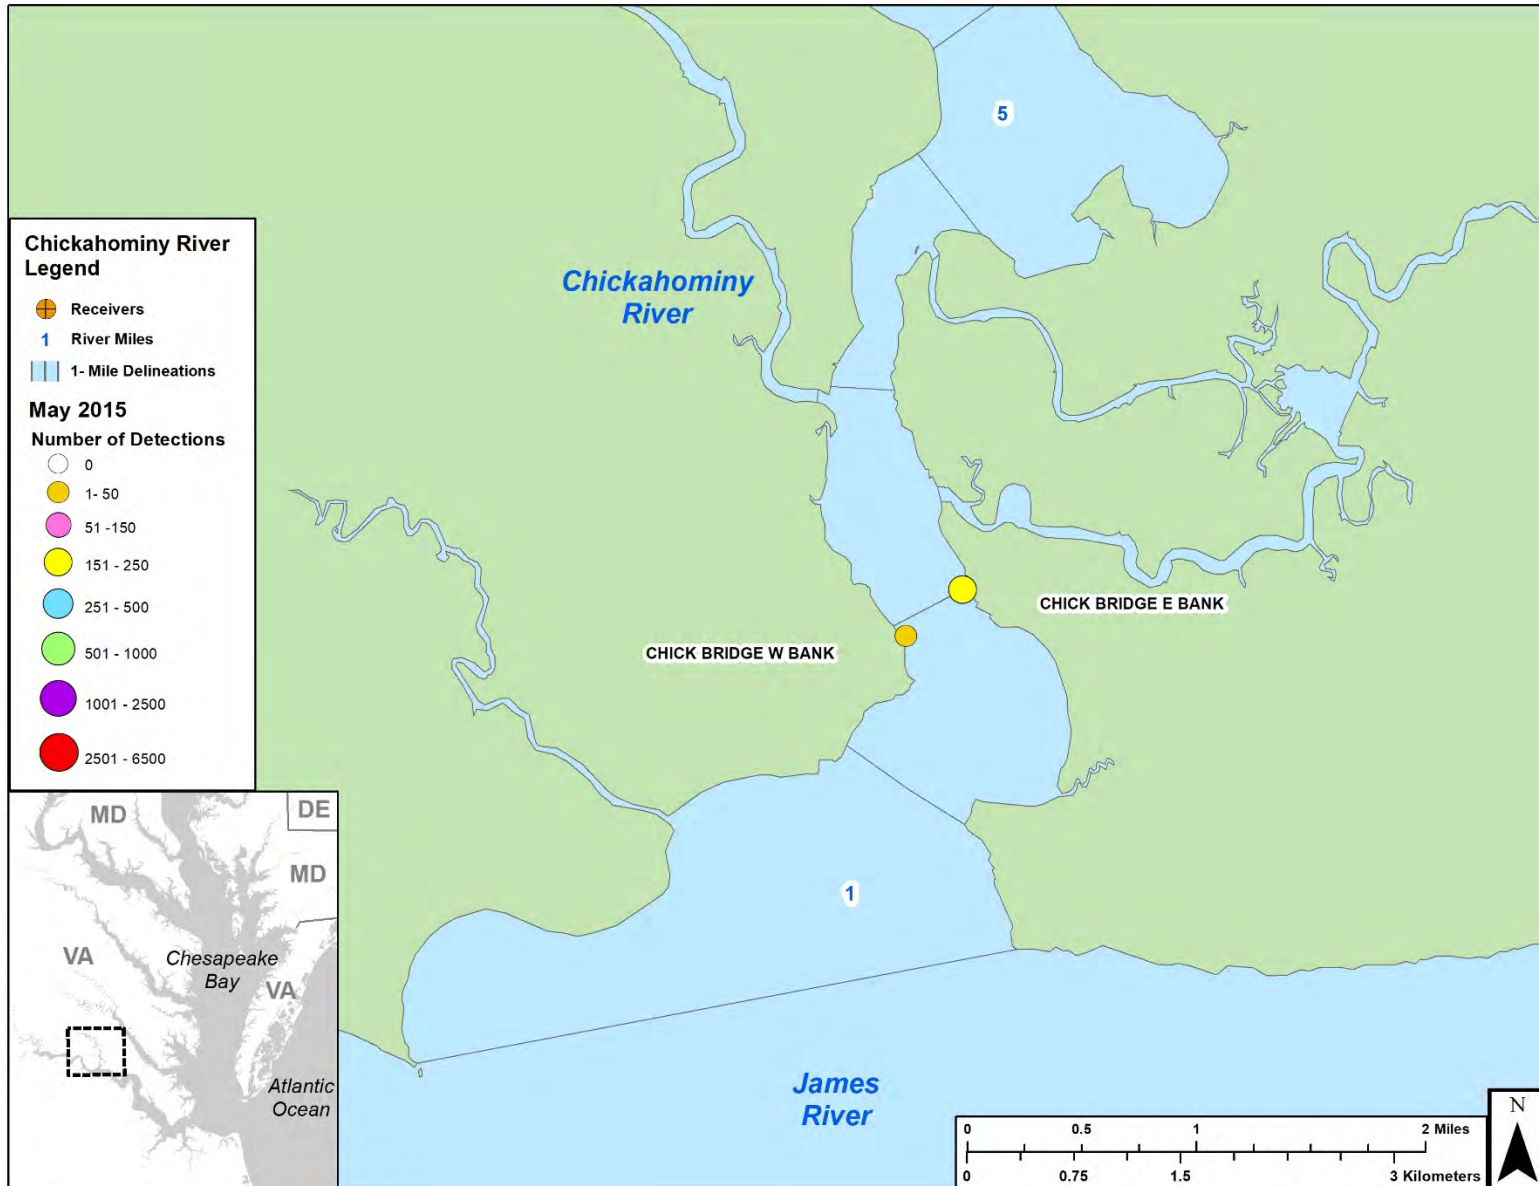 5
Chickahominy
River
Chickahominy River
Legend
Receivers
1 River Miles
1- Mile Delineations
May 2015
Number of Detections
0
1- 50
51 -150
151 - 250
251 - 500
501 - 1000
1001 - 2500
2501 - 6500
CHICK BRIDGE E BANK
CHICK BRIDGE W BANK
1
James
River
MD
DE
MD
VA
Chesapeake
Bay
VA
Atlantic
Ocean
0 0.5 1 2 Miles
0 0.75 1.5 3 Kilometers
N